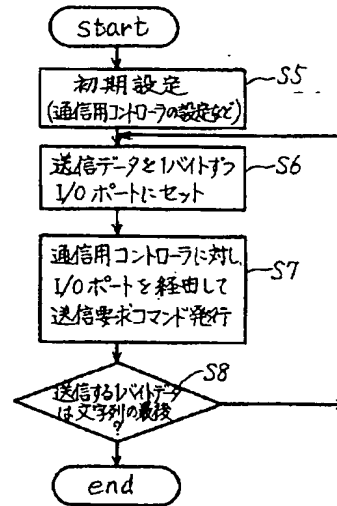 start
初期設定
(通信用コントローラの設定など)
S5
送信データを1バイトずつ
I/Oポートにセット
S6
通信用コントローラに対し、
I/Oポートを経由して
送信要求コマンド発行
S7
送信する1バイトデータ
は文字列の最後
?
S8
end